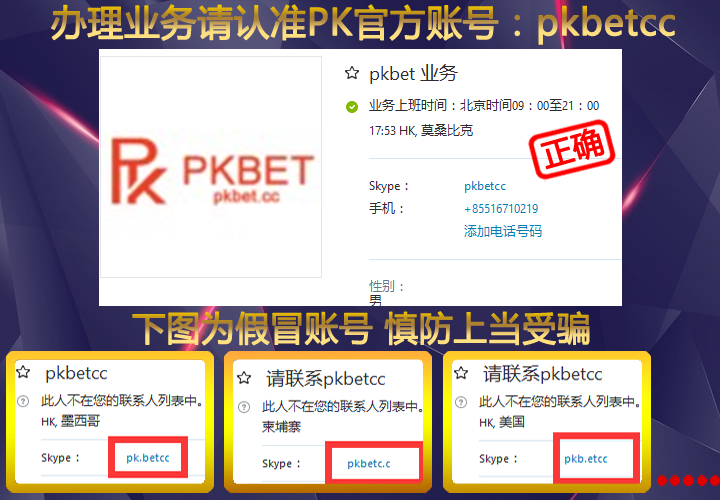 办理业务请认准PK官方账号：pkbetcc
PK
PKBET
pkbet.cc
pkbet 业务
业务上班时间：北京时间09：00至21：00
17:53 HK, 莫桑比克
正确
Skype： pkbetcc
手机： +85516710219
添加电话号码
性别：
男
下图为假冒账号 慎防上当受骗
pkbetcc
此人不在您的联系人列表中。
HK, 墨西哥
Skype： pk.betcc
请联系pkbetcc
此人不在您的联系人列表中。
柬埔寨
Skype： pkbetc.c
请联系pkbetcc
此人不在您的联系人列表中。
HK, 美国
Skype： pkb.etcc